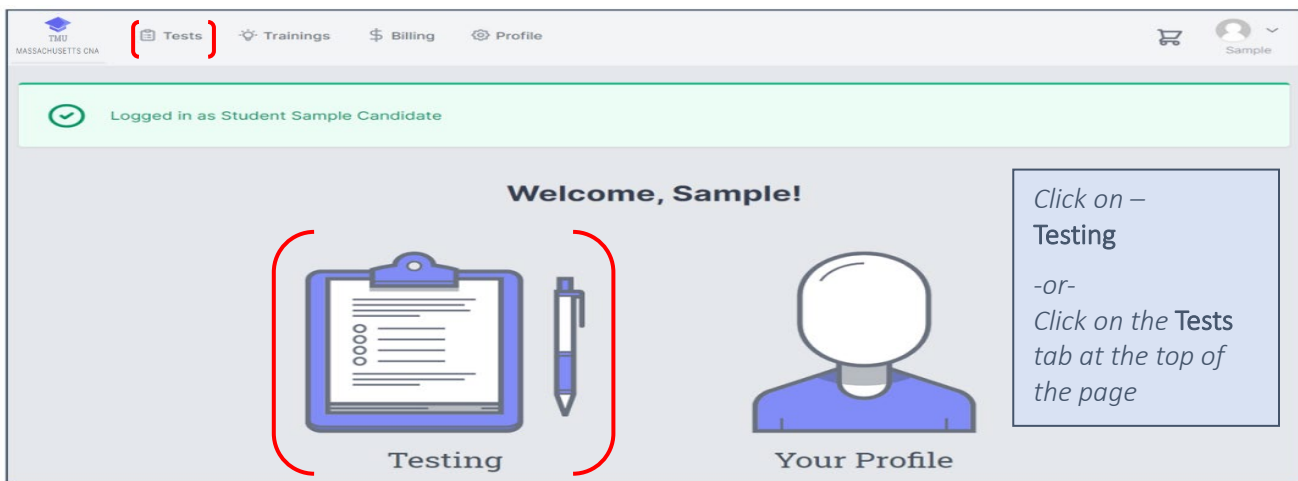 TMU
MASSACHUSETTS CNA
Tests
Trainings
$ Billing
Profile
Sample
Logged in as Student Sample Candidate
Welcome, Sample!
Click on –
Testing
-or-
Click on the Tests
tab at the top of
the page
Testing
Your Profile